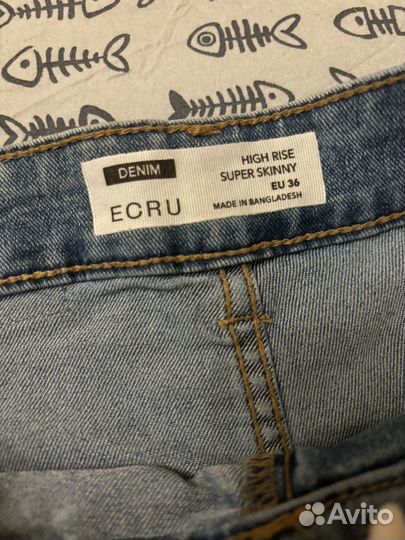 DENIM
ECRU
HIGH RISE
SUPER SKINNY
EU 36
MADE IN BANGLADESH
Avito